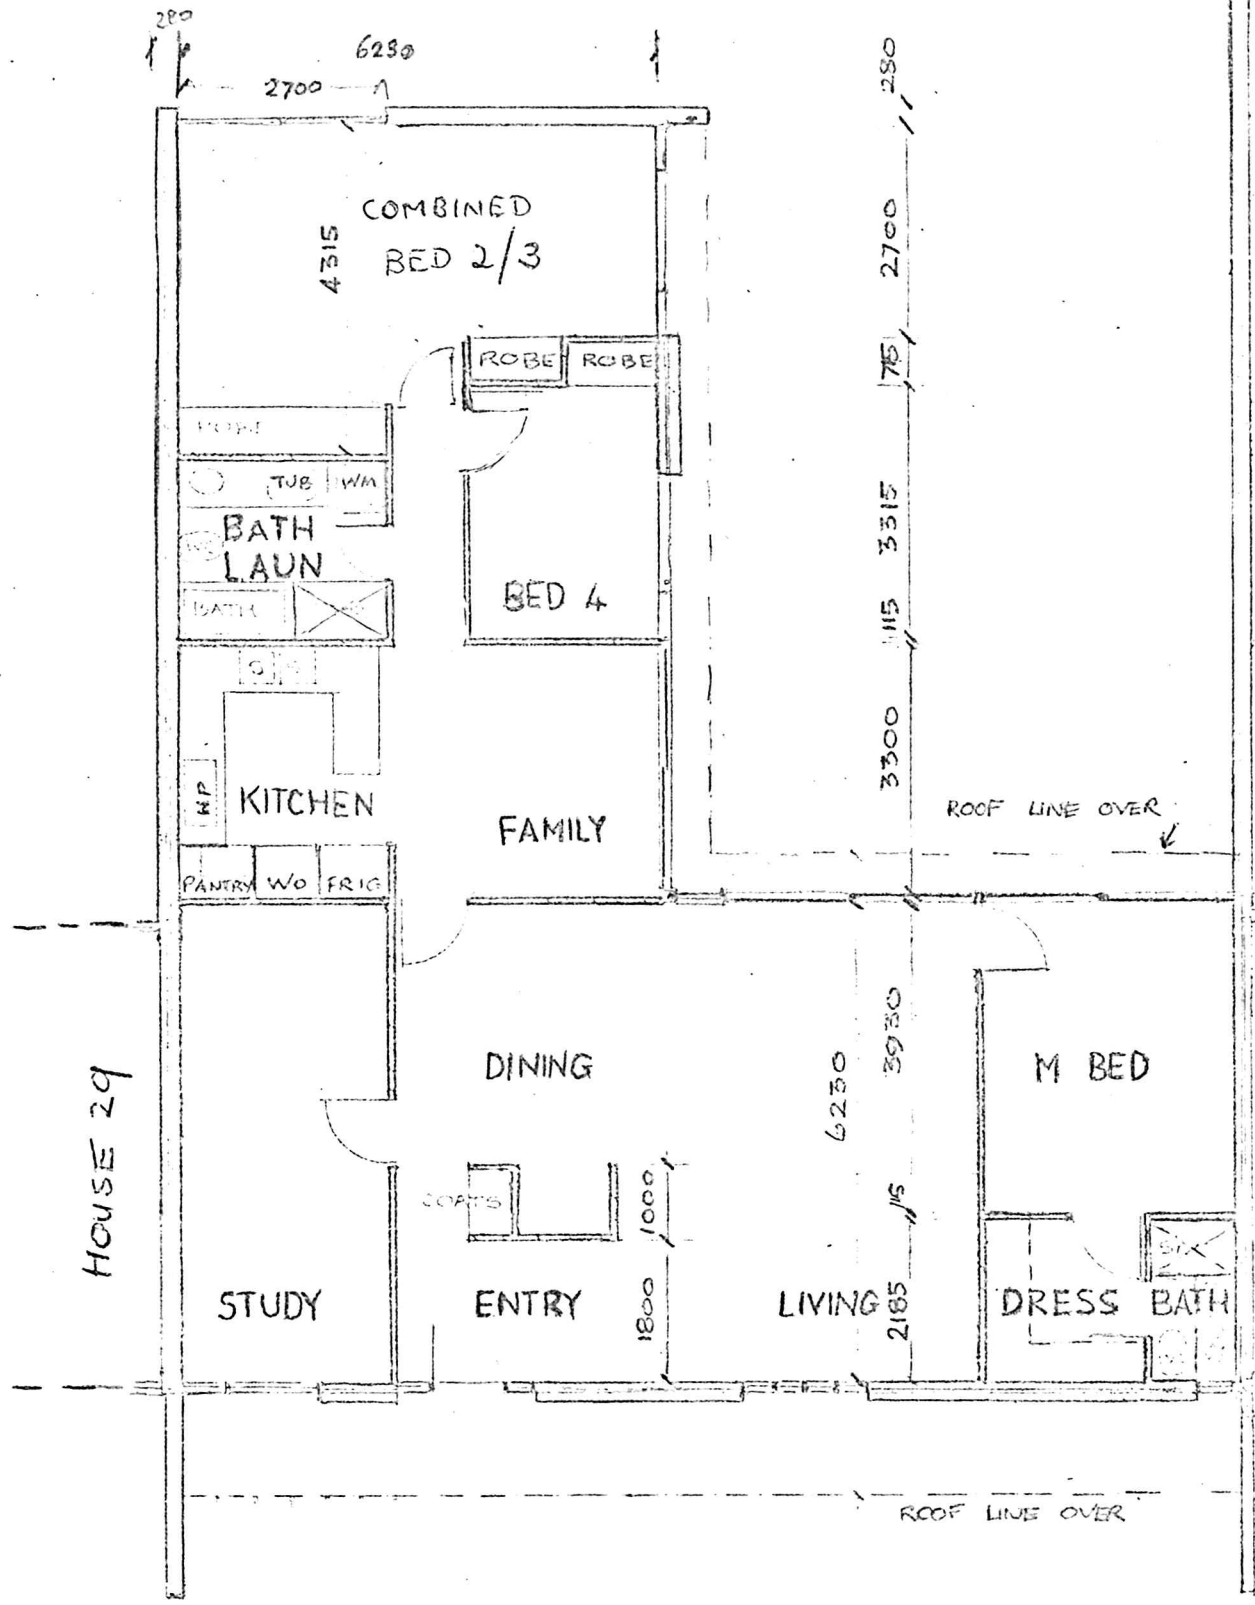 280
6230
2700
280
COMBINED
BED 2/3
4315
2700
ROBE
ROBE
715
TUB
WM
BATH
LAUN
BATH
3315
BED 4
115
KITCHEN
WP
FAMILY
3300
ROOF LINE OVER
PANTRY
WO
FRIG
HOUSE 29
DINING
6230
3930
M BED
COATS
1000
115
STUDY
ENTRY
1800
LIVING
2185
DRESS
BATH
ROOF LINE OVER